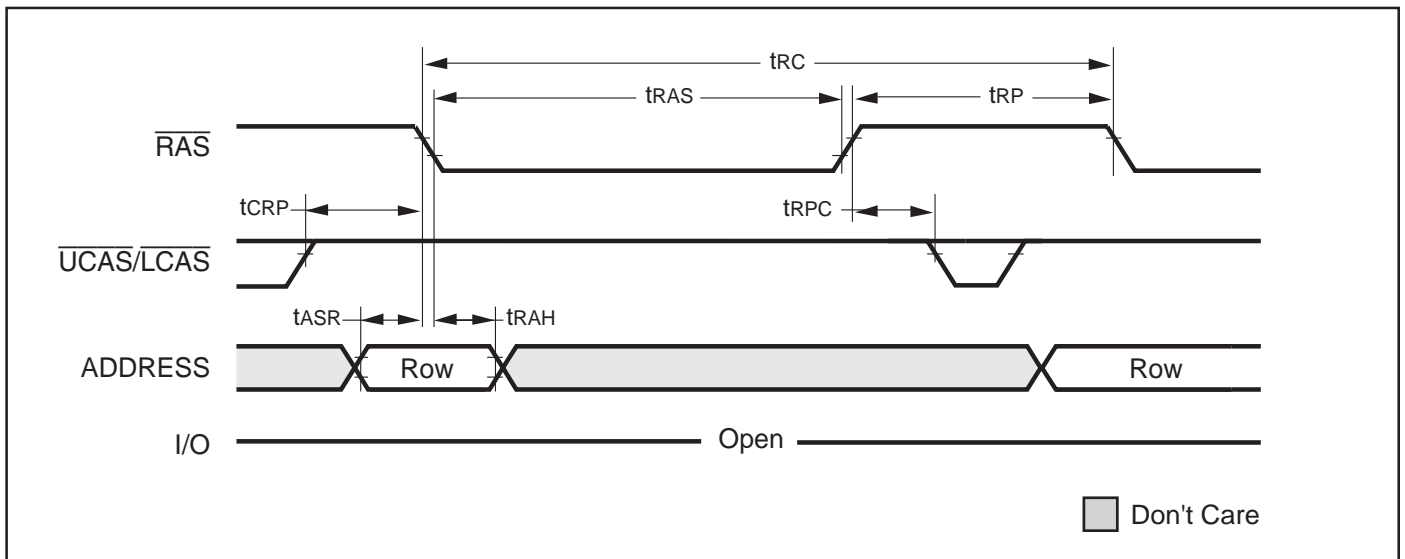 tRC
tRAS
tRP
RAS
tCRP
tRPC
UCAS/LCAS
tASR
tRAH
ADDRESS
Row
Row
I/O
Open
Don't Care